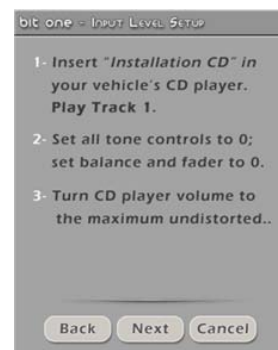 bit one - Input Level Setup
1- Insert "Installation CD" in
your vehicle's CD player.
Play Track 1.
2- Set all tone controls to 0;
set balance and fader to 0.
3- Turn CD player volume to
the maximum undistorted..
Back Next Cancel